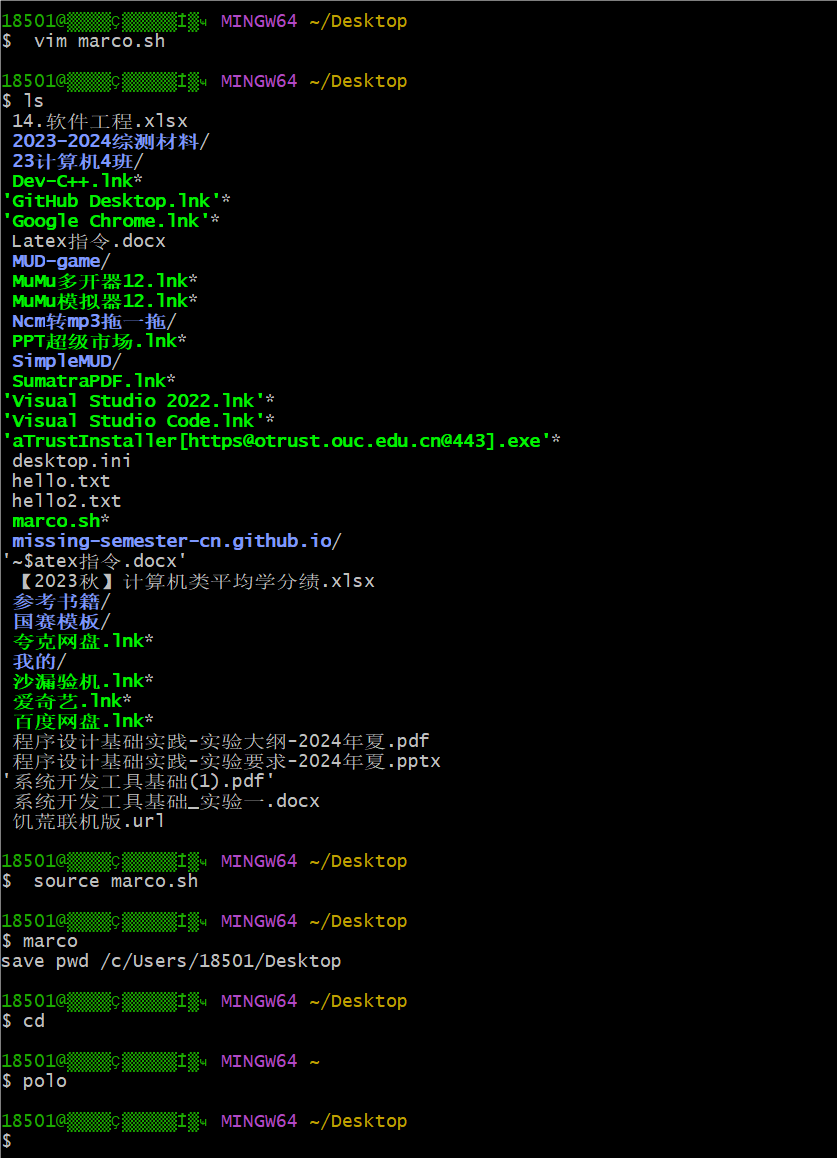 18501@▒▒▒▒Ç▒▒▒▒▒İ▒ч MINGW64 ~/Desktop
$  vim marco.sh
18501@▒▒▒▒Ç▒▒▒▒▒İ▒ч MINGW64 ~/Desktop
$ ls
14.软件工程.xlsx
2023-2024综测材料/
23计算机4班/
Dev-C++.lnk*
'GitHub Desktop.lnk'*
'Google Chrome.lnk'*
Latex指令.docx
MUD-game/
MuMu多开器12.lnk*
MuMu模拟器12.lnk*
Ncm转mp3拖一拖/
PPT超级市场.lnk*
SimpleMUD/
SumatraPDF.lnk*
'Visual Studio 2022.lnk'*
'Visual Studio Code.lnk'*
'aTrustInstaller[https@otrust.ouc.edu.cn@443].exe'*
desktop.ini
hello.txt
hello2.txt
marco.sh*
missing-semester-cn.github.io/
'~$atex指令.docx'
【2023秋】计算机类平均学分绩.xlsx
参考书籍/
国赛模板/
夸克网盘.lnk*
我的/
沙漏验机.lnk*
爱奇艺.lnk*
百度网盘.lnk*
程序设计基础实践-实验大纲-2024年夏.pdf
程序设计基础实践-实验要求-2024年夏.pptx
'系统开发工具基础(1).pdf'
系统开发工具基础_实验一.docx
饥荒联机版.url
18501@▒▒▒▒Ç▒▒▒▒▒İ▒ч MINGW64 ~/Desktop
$  source marco.sh
18501@▒▒▒▒Ç▒▒▒▒▒İ▒ч MINGW64 ~/Desktop
$ marco
save pwd /c/Users/18501/Desktop
18501@▒▒▒▒Ç▒▒▒▒▒İ▒ч MINGW64 ~/Desktop
$ cd
18501@▒▒▒▒Ç▒▒▒▒▒İ▒ч MINGW64 ~
$ polo
18501@▒▒▒▒Ç▒▒▒▒▒İ▒ч MINGW64 ~/Desktop
$